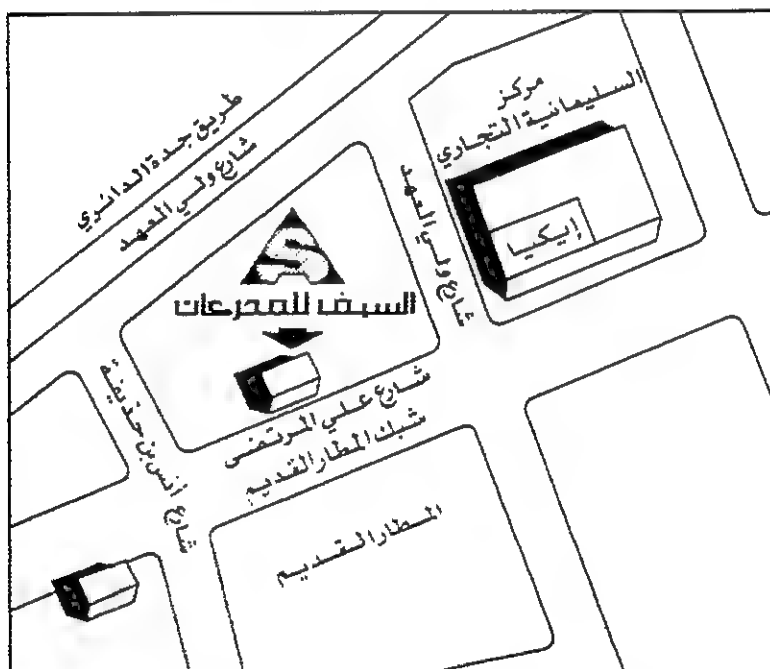 طريق جدة الدائري
شارع ولي العهد
مركز
السليمانية التجاري
إيكيا
شارع ولي العهد
السيف للمحركات
شارع علي المرتضى
شبك المطار القديم
شارع أنس بن حذيفة
المطار القديم